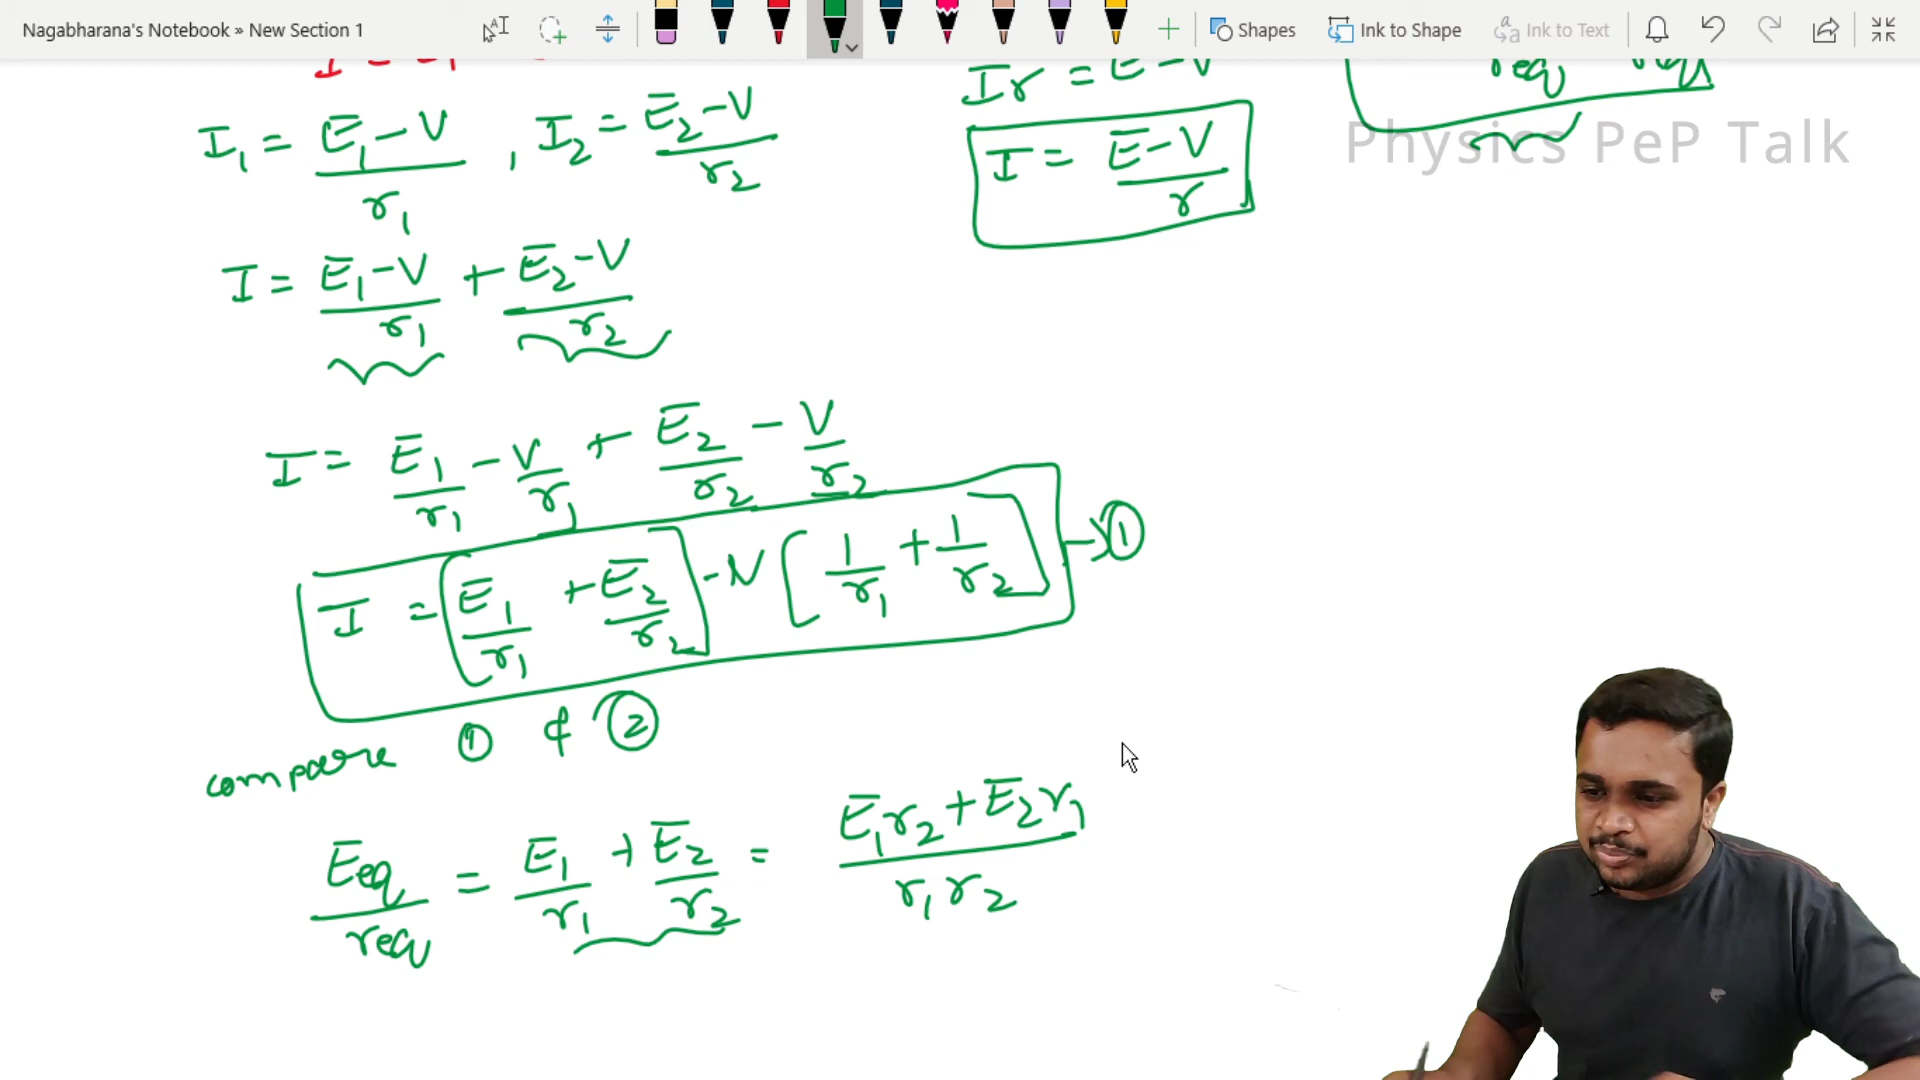 Nagabharana's Notebook » New Section 1
Shapes
Ink to Shape
Ink to Text
Ir = E - V
req
I₁ = E₁ - V / r₁ , I₂ = E₂ - V / r₂
I = E - V / r
Physics PeP Talk
I = E₁ - V / r₁ + E₂ - V / r₂
I = E₁ / r₁ - V / r₁ + E₂ / r₂ - V / r₂
I = [E₁ / r₁ + E₂ / r₂] - V [1 / r₁ + 1 / r₂] → ①
compare ① & ②
Eeq / req = E₁ / r₁ + E₂ / r₂ = E₁r₂ + E₂r₁ / r₁r₂